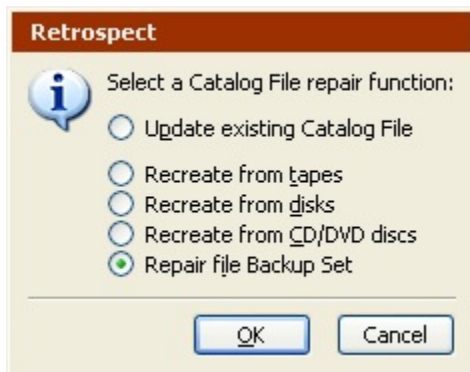 Retrospect
Select a Catalog File repair function:
Update existing Catalog File
Recreate from tapes
Recreate from disks
Recreate from CD/DVD discs
Repair file Backup Set
OK
Cancel